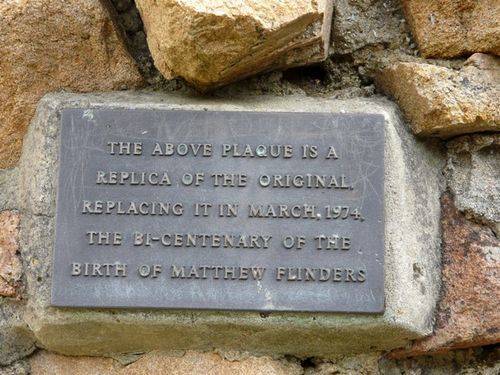 THE ABOVE PLAQUE IS A
REPLICA OF THE ORIGINAL,
REPLACING IT IN MARCH, 1974,
THE BI-CENTENARY OF THE
BIRTH OF MATTHEW FLINDERS